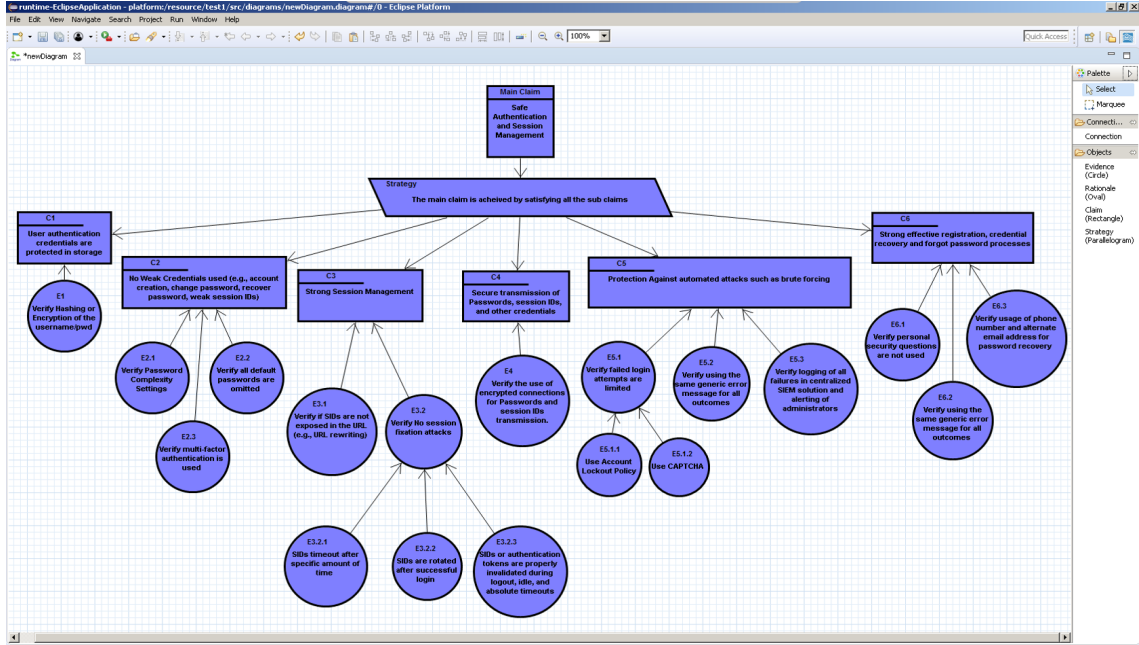 runtime-EclipseApplication - platform:/resource/test1/src/diagrams/newDiagram.diagram#/0 - Eclipse Platform
File Edit View Navigate Search Project Run Window Help
100%
Quick Access
*newDiagram
Palette
Select
Marquee
Connecti...
Connection
Objects
Evidence
(Circle)
Rationale
(Oval)
Claim
(Rectangle)
Strategy
(Parallelogram)
Main Claim
Safe
Authentication
and Session
Management
Strategy
The main claim is acheived by satisfying all the sub claims
C1
User authentication
credentials are
protected in storage
C2
No Weak Credentials used (e.g., account
creation, change password, recover
password, weak session IDs)
C3
Strong Session Management
C4
Secure transmission of
Passwords, session IDs,
and other credentials
C5
Protection Against automated attacks such as brute forcing
C6
Strong effective registration, credential
recovery and forgot password processes
E1
Verify Hashing or
Encryption of the
username/pwd
E2.1
Verify Password
Complexity
Settings
E2.2
Verify all default
passwords are
omitted
E2.3
Verify multi-factor
authentication is
used
E3.1
Verify if SIDs are not
exposed in the URL
(e.g., URL rewriting)
E3.2
Verify No session
fixation attacks
E4
Verify the use of
encrypted connections
for Passwords and
session IDs
transmission.
E5.1
Verify failed login
attempts are
limited
E5.2
Verify using the
same generic error
message for all
outcomes
E5.3
Verify logging of all
failures in centralized
SIEM solution and
alerting of
administrators
E6.1
Verify personal
security questions
are not used
E6.2
Verify using the
same generic error
message for all
outcomes
E6.3
Verify usage of phone
number and alternate
email address for
password recovery
E5.1.1
Use Account
Lockout Policy
E5.1.2
Use CAPTCHA
E3.2.1
SIDs timeout after
specific amount of
time
E3.2.2
SIDs are rotated
after successful
login
E3.2.3
SIDs or authentication
tokens are properly
invalidated during
logout, idle, and
absolute timeouts